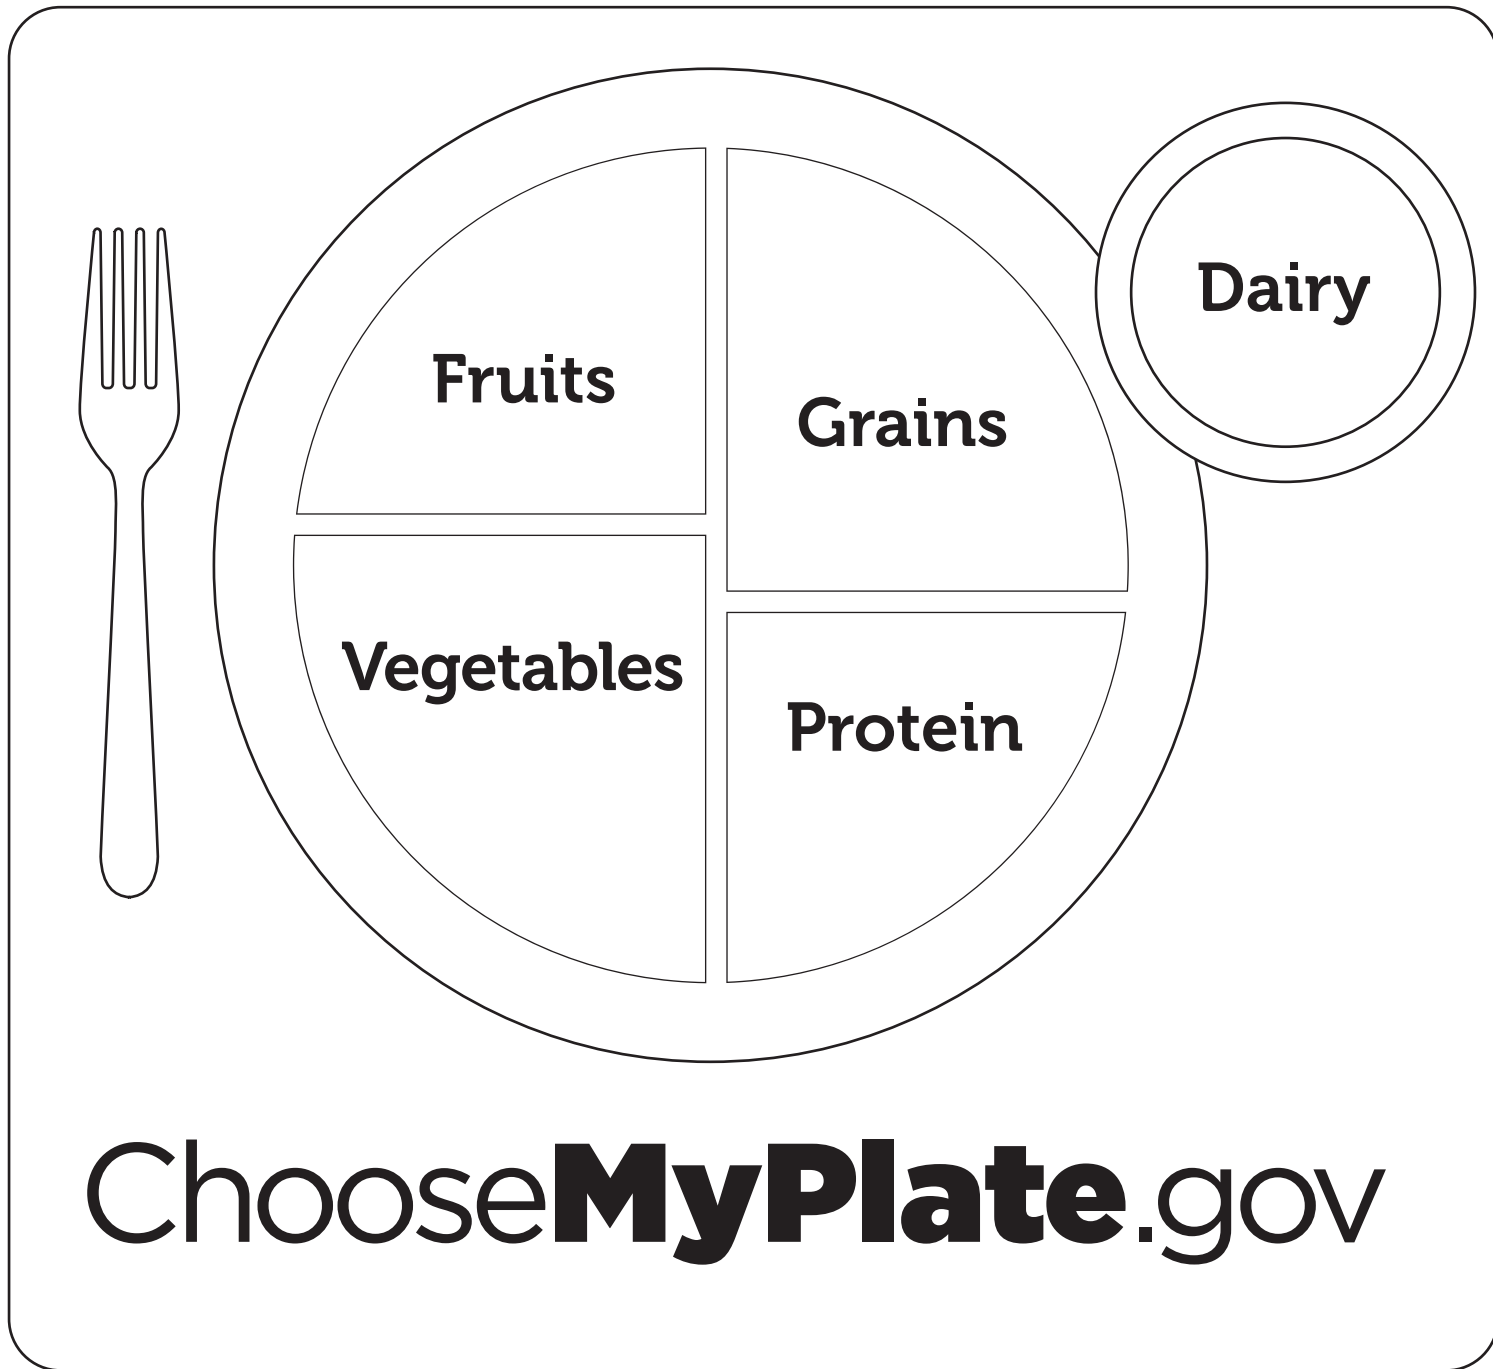 Dairy
Fruits
Grains
Vegetables
Protein
ChooseMyPlate.gov